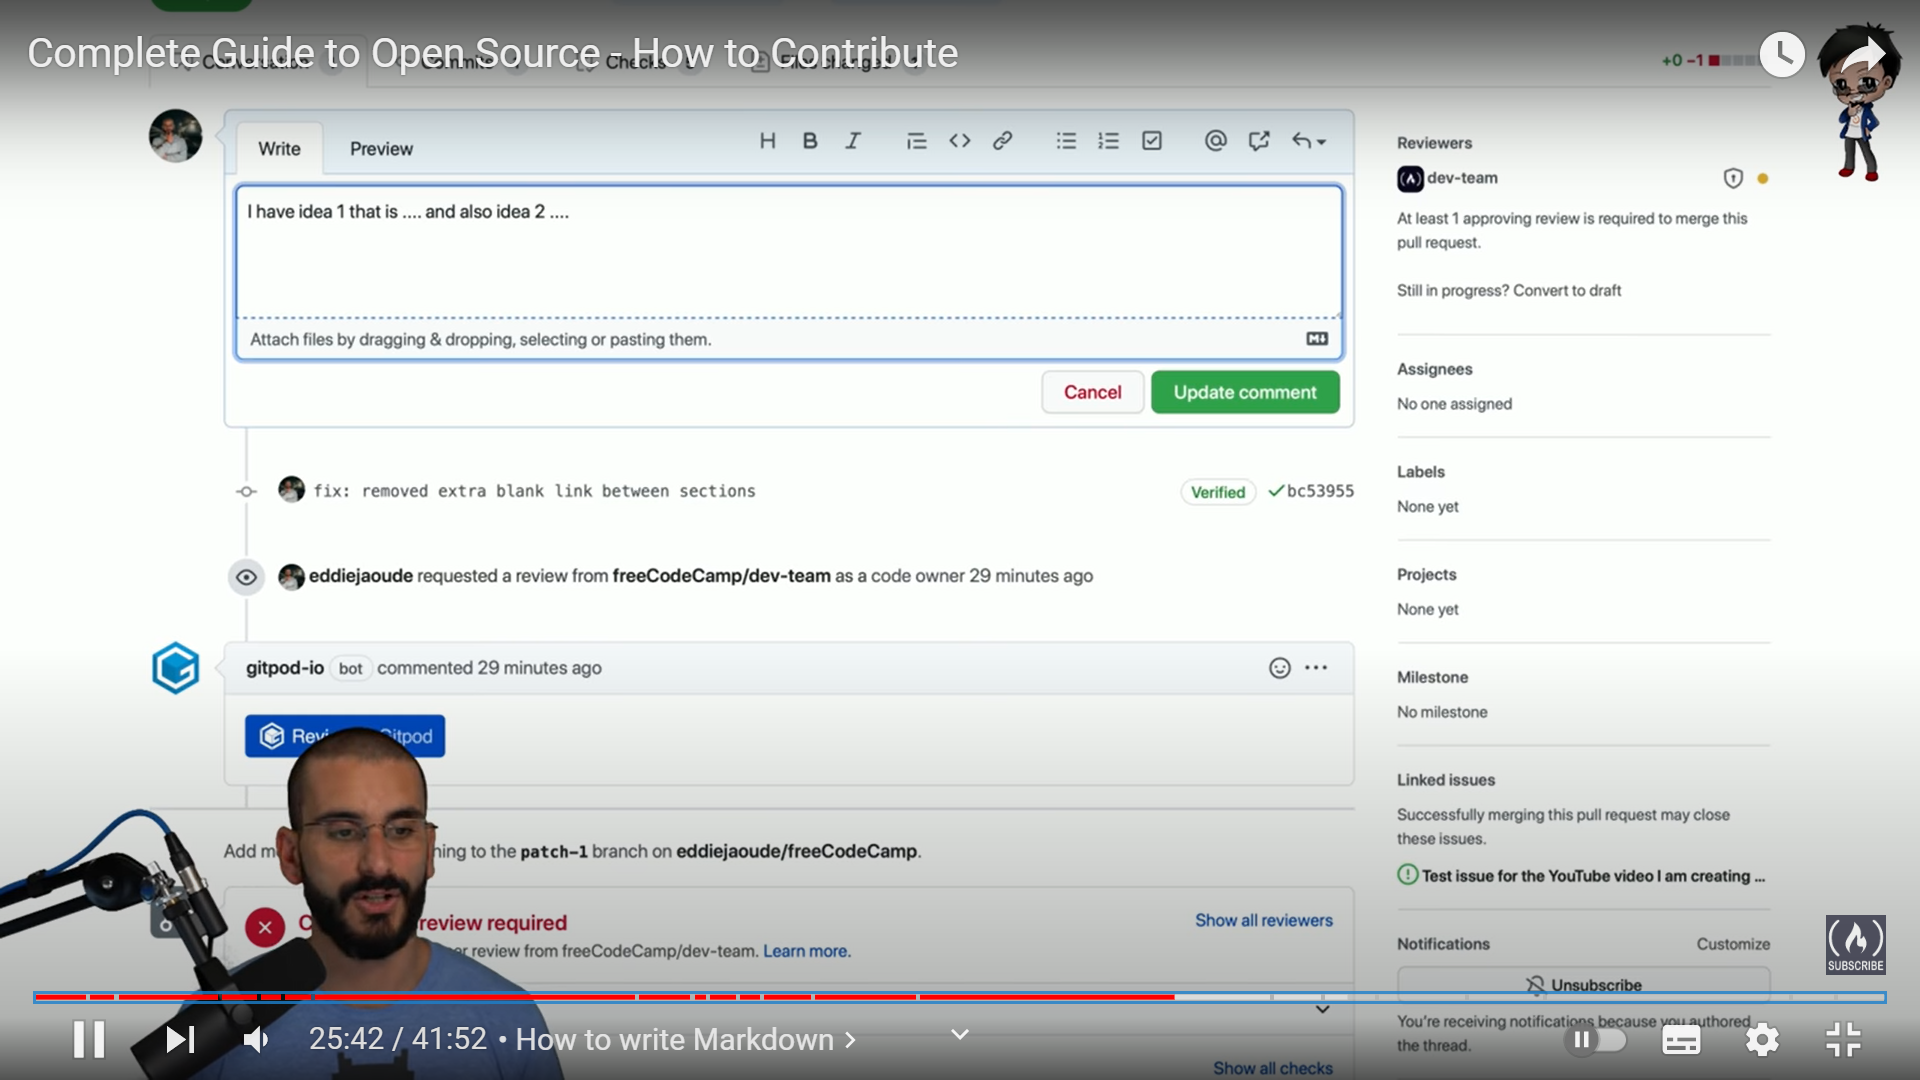 Complete Guide to Open Source - How to Contribute
Conversation Commits Checks Files changed
+0 −1
Write Preview
H B I
I have idea 1 that is .... and also idea 2 ....
Attach files by dragging & dropping, selecting or pasting them.
Cancel Update comment
fix: removed extra blank link between sections
Verified bc53955
eddiejaoude requested a review from freeCodeCamp/dev-team as a code owner 29 minutes ago
gitpod-io bot commented 29 minutes ago
Gitpod
Add
to the patch-1 branch on eddiejaoude/freeCodeCamp.
review required
Show all reviewers
review from freeCodeCamp/dev-team. Learn more.
Show all checks
Reviewers
dev-team
At least 1 approving review is required to merge this
pull request.
Still in progress? Convert to draft
Assignees
No one assigned
Labels
None yet
Projects
None yet
Milestone
No milestone
Linked issues
Successfully merging this pull request may close
these issues.
Test issue for the YouTube video I am creating ...
Notifications Customize
Unsubscribe
You're receiving notifications because you authored
the thread.
SUBSCRIBE
25:42 / 41:52 • How to write Markdown